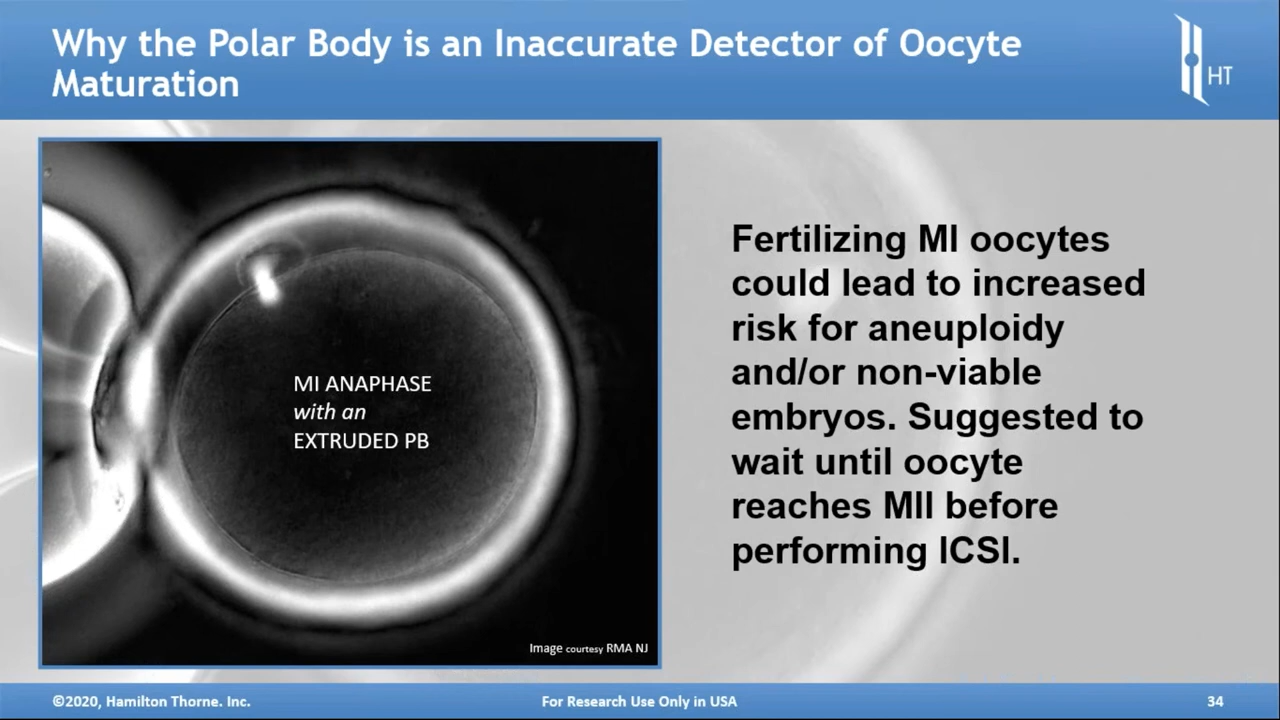 Why the Polar Body is an Inaccurate Detector of Oocyte
Maturation
HT
MI ANAPHASE
with an
EXTRUDED PB
Image courtesy RMA NJ
Fertilizing MI oocytes
could lead to increased
risk for aneuploidy
and/or non-viable
embryos. Suggested to
wait until oocyte
reaches MII before
performing ICSI.
©2020, Hamilton Thorne. Inc.
For Research Use Only in USA
34